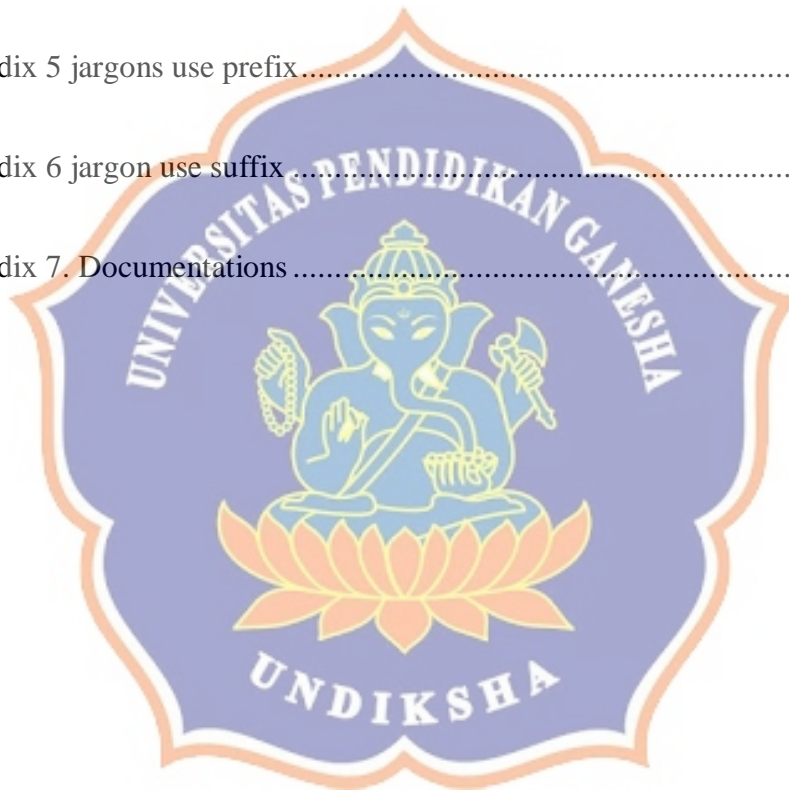 dix 5 jargons use prefix................................................................
dix 6 jargon use suffix ................................................................
UNIVERSITAS PENDIDIKAN GANESHA
dix 7. Documentations ................................................................
UNDIKSHA